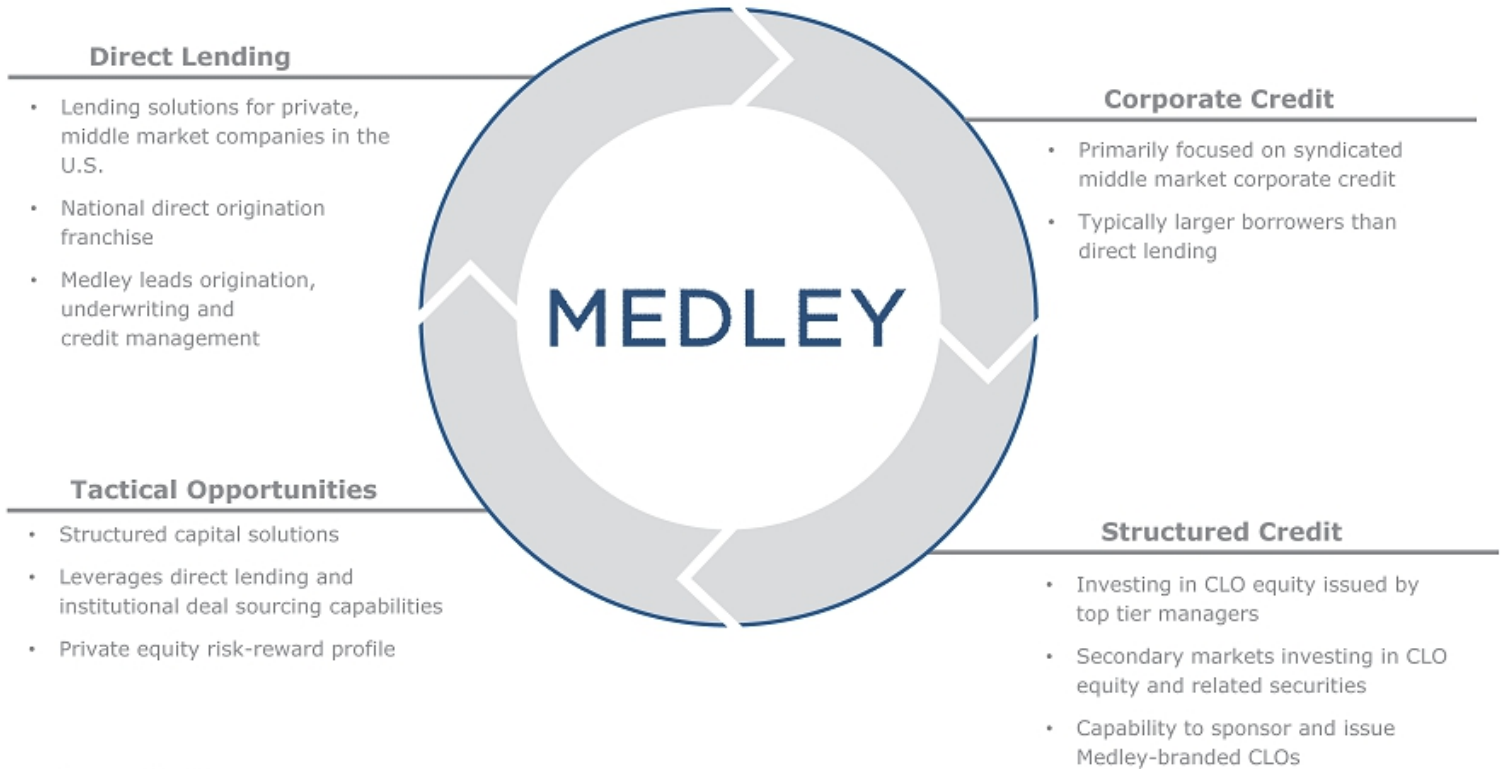 Direct Lending
• Lending solutions for private,
middle market companies in the
U.S.
• National direct origination
franchise
• Medley leads origination,
underwriting and
credit management
Corporate Credit
• Primarily focused on syndicated
middle market corporate credit
• Typically larger borrowers than
direct lending
MEDLEY
Tactical Opportunities
• Structured capital solutions
• Leverages direct lending and
institutional deal sourcing capabilities
• Private equity risk-reward profile
Structured Credit
• Investing in CLO equity issued by
top tier managers
• Secondary markets investing in CLO
equity and related securities
• Capability to sponsor and issue
Medley-branded CLOs